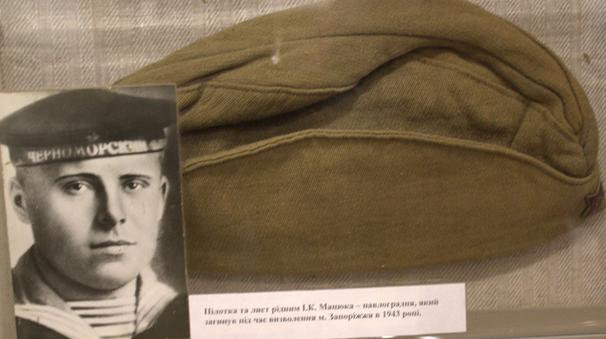 ЧЕРНОМОРСКИЙ
Пілотка та лист рідним І.К. Мацюка – павлоградця, який
загинув під час визволення м. Запоріжжя в 1943 році.